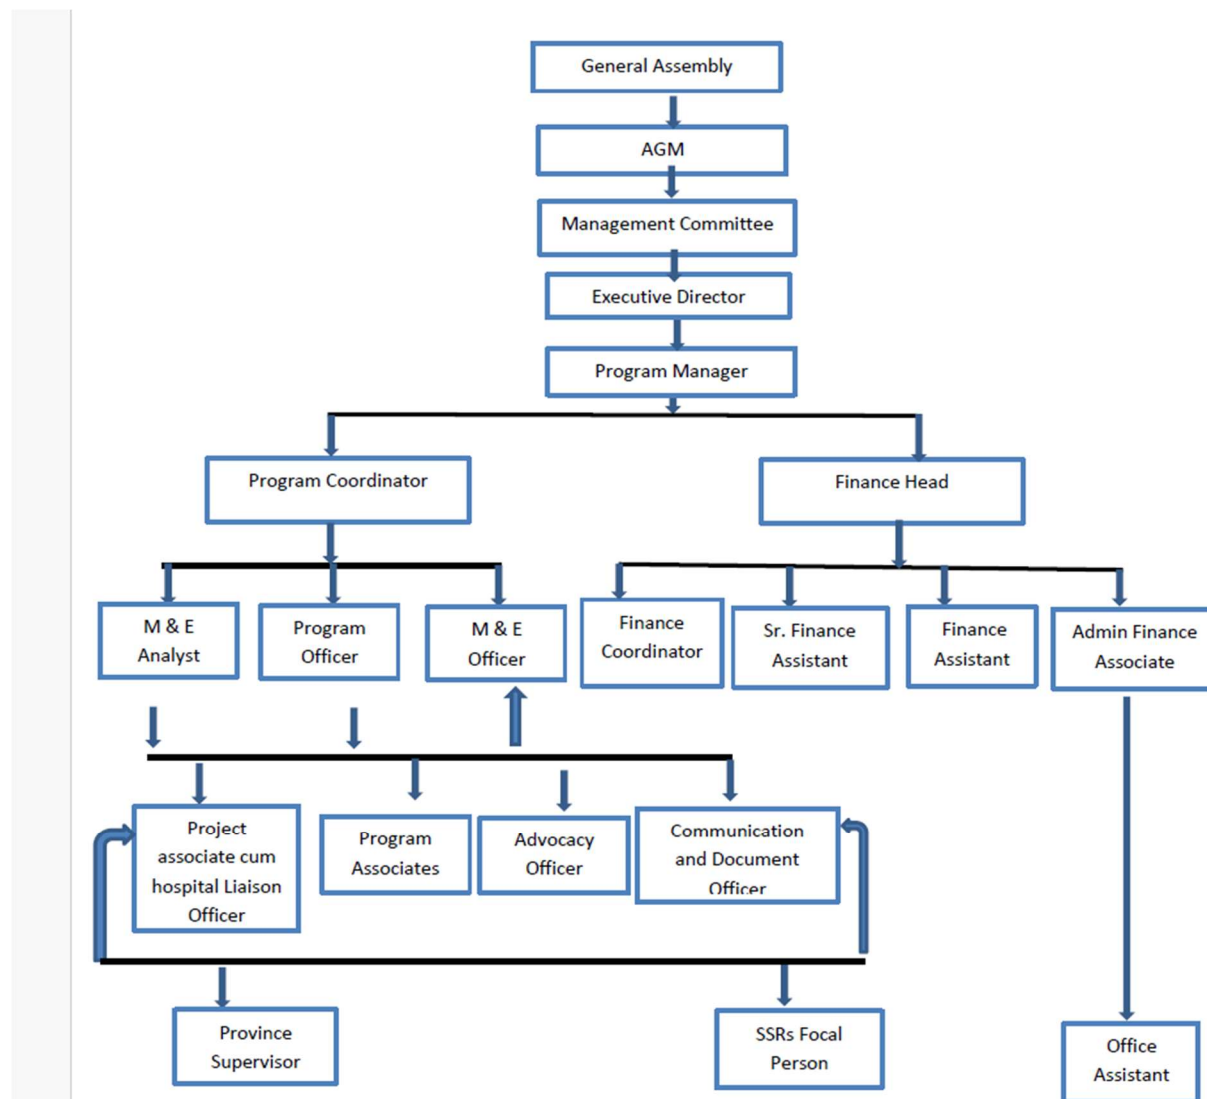 General Assembly
AGM
Management Committee
Executive Director
Program Manager
Program Coordinator
Finance Head
M & E
Analyst
Program
Officer
M & E
Officer
Finance
Coordinator
Sr. Finance
Assistant
Finance
Assistant
Admin Finance
Associate
Project
associate cum
hospital Liaison
Officer
Program
Associates
Advocacy
Officer
Communication
and Document
Officer
Province
Supervisor
SSRs Focal
Person
Office
Assistant